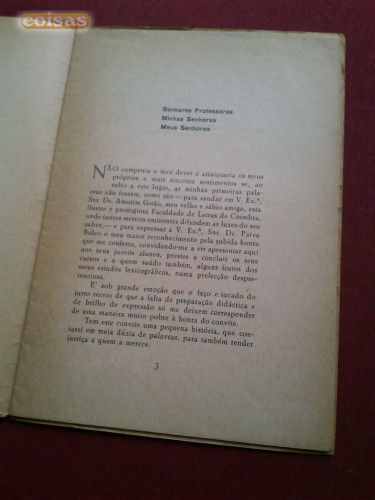 coisas
Senhores Professores
Minhas Senhoras
Meus Senhores
NÃO cumpriria o meu dever e atraiçoaria os meus
próprios e mais sinceros sentimentos se, ao
subir a este lugar, as minhas primeiras pala-
vras não fossem, como são—para saudar em V. Ex.ª,
Snr. Dr. Amorim Girão, meu velho e sábio amigo, esta
ilustre e prestigiosa Faculdade de Letras de Coimbra,
onde tantos mestres eminentes difundem as luzes do seu
saber,—e para expressar a V. Ex.ª, Snr. Dr. Paiva
Boleo o meu maior reconhecimento pela subida honra
que me conferiu, convidando-me a vir apresentar aqui
aos seus jovens alunos, prestes a concluir os seus
cursos e a quem saúdo também, alguns frutos dos
meus estudos lexicográficos, numa prelecção despre-
tenciosa.
E' sob grande emoção que o faço e tocado do
justo receio de que a falta de preparação didáctica e
de brilho de expressão só me deixem corresponder
de uma maneira muito pobre à honra do convite.
Tem este convite uma pequena história, que con-
tarei em meia dúzia de palavras, para também render
justiça a quem a merece.
3